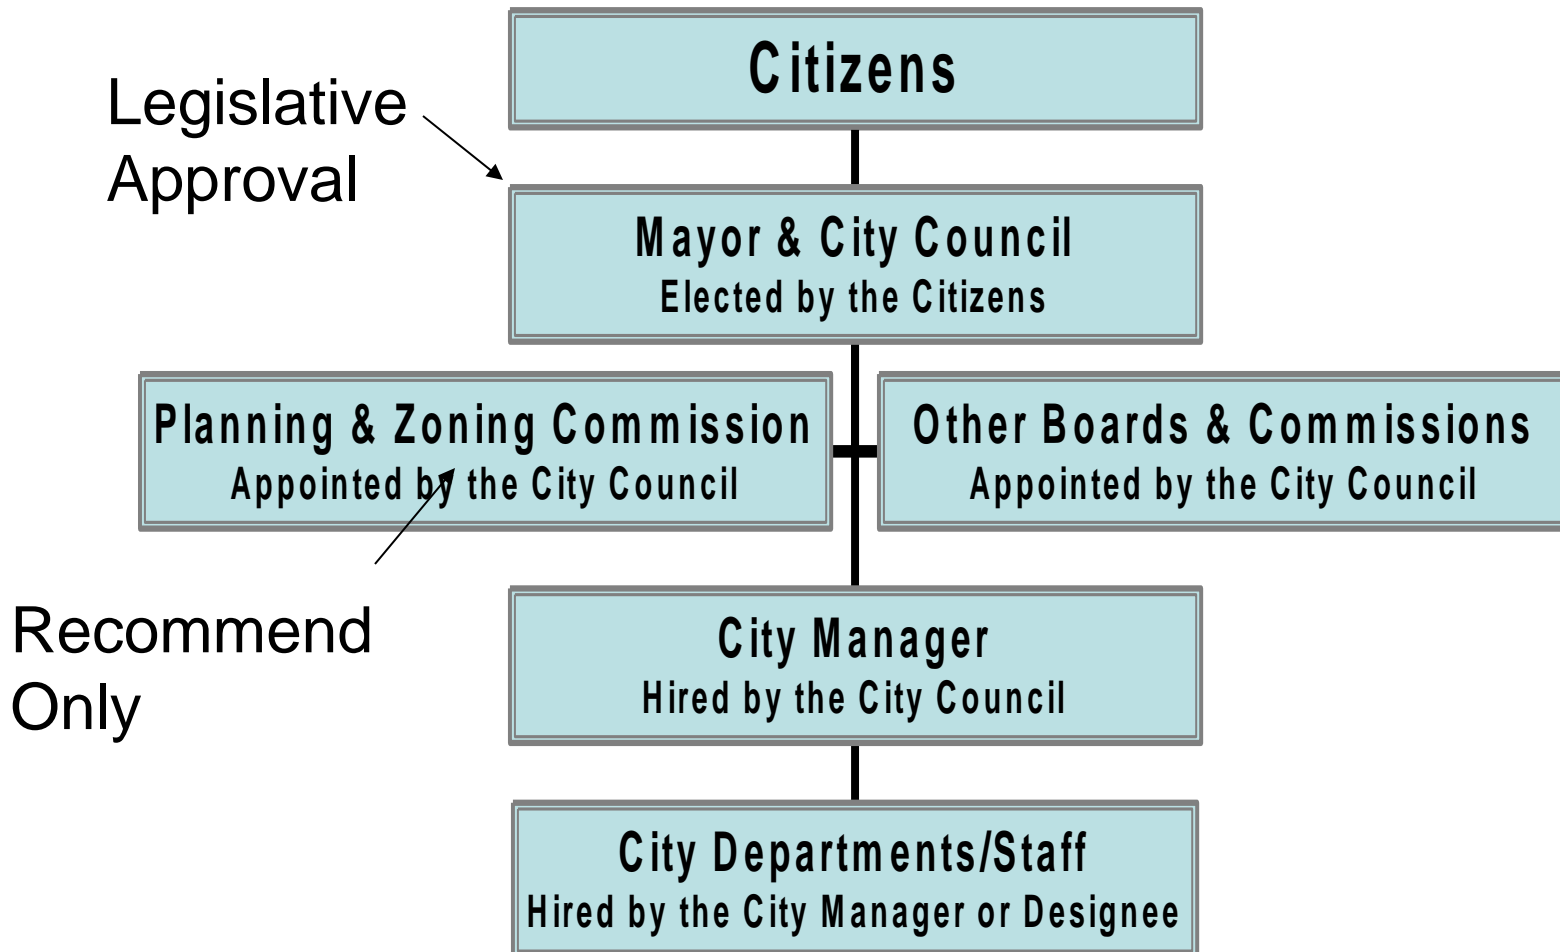 Citizens
Legislative
Approval
Mayor & City Council
Elected by the Citizens
Planning & Zoning Commission
Appointed by the City Council
Other Boards & Commissions
Appointed by the City Council
Recommend
Only
City Manager
Hired by the City Council
City Departments/Staff
Hired by the City Manager or Designee